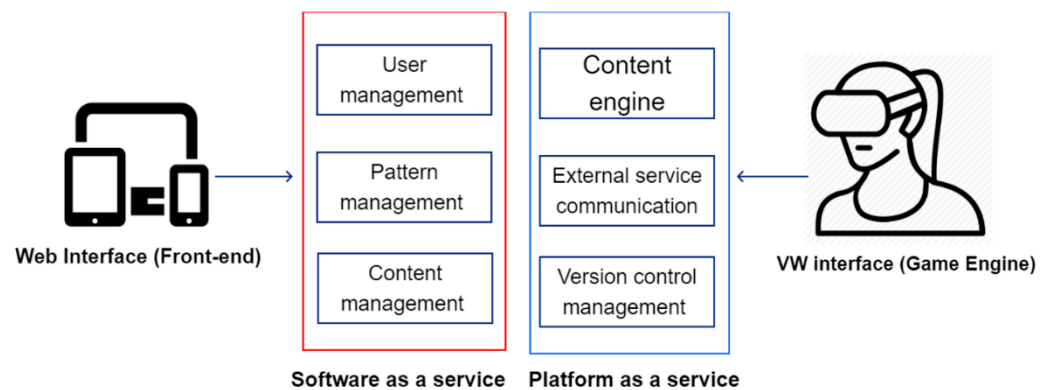 User
management
Pattern
management
Content
management
Content
engine
External service
communication
Version control
management
Web Interface (Front-end)
VW interface (Game Engine)
Software as a service
Platform as a service